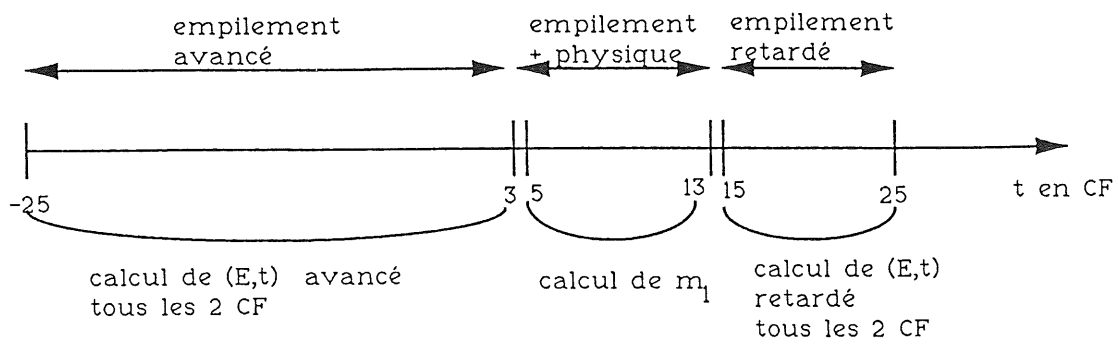 empilement
avancé
empilement
+ physique
empilement
retardé
-25
3
5
13
15
25
t en CF
calcul de (E,t) avancé
tous les 2 CF
calcul de m1
calcul de (E,t)
retardé
tous les 2 CF